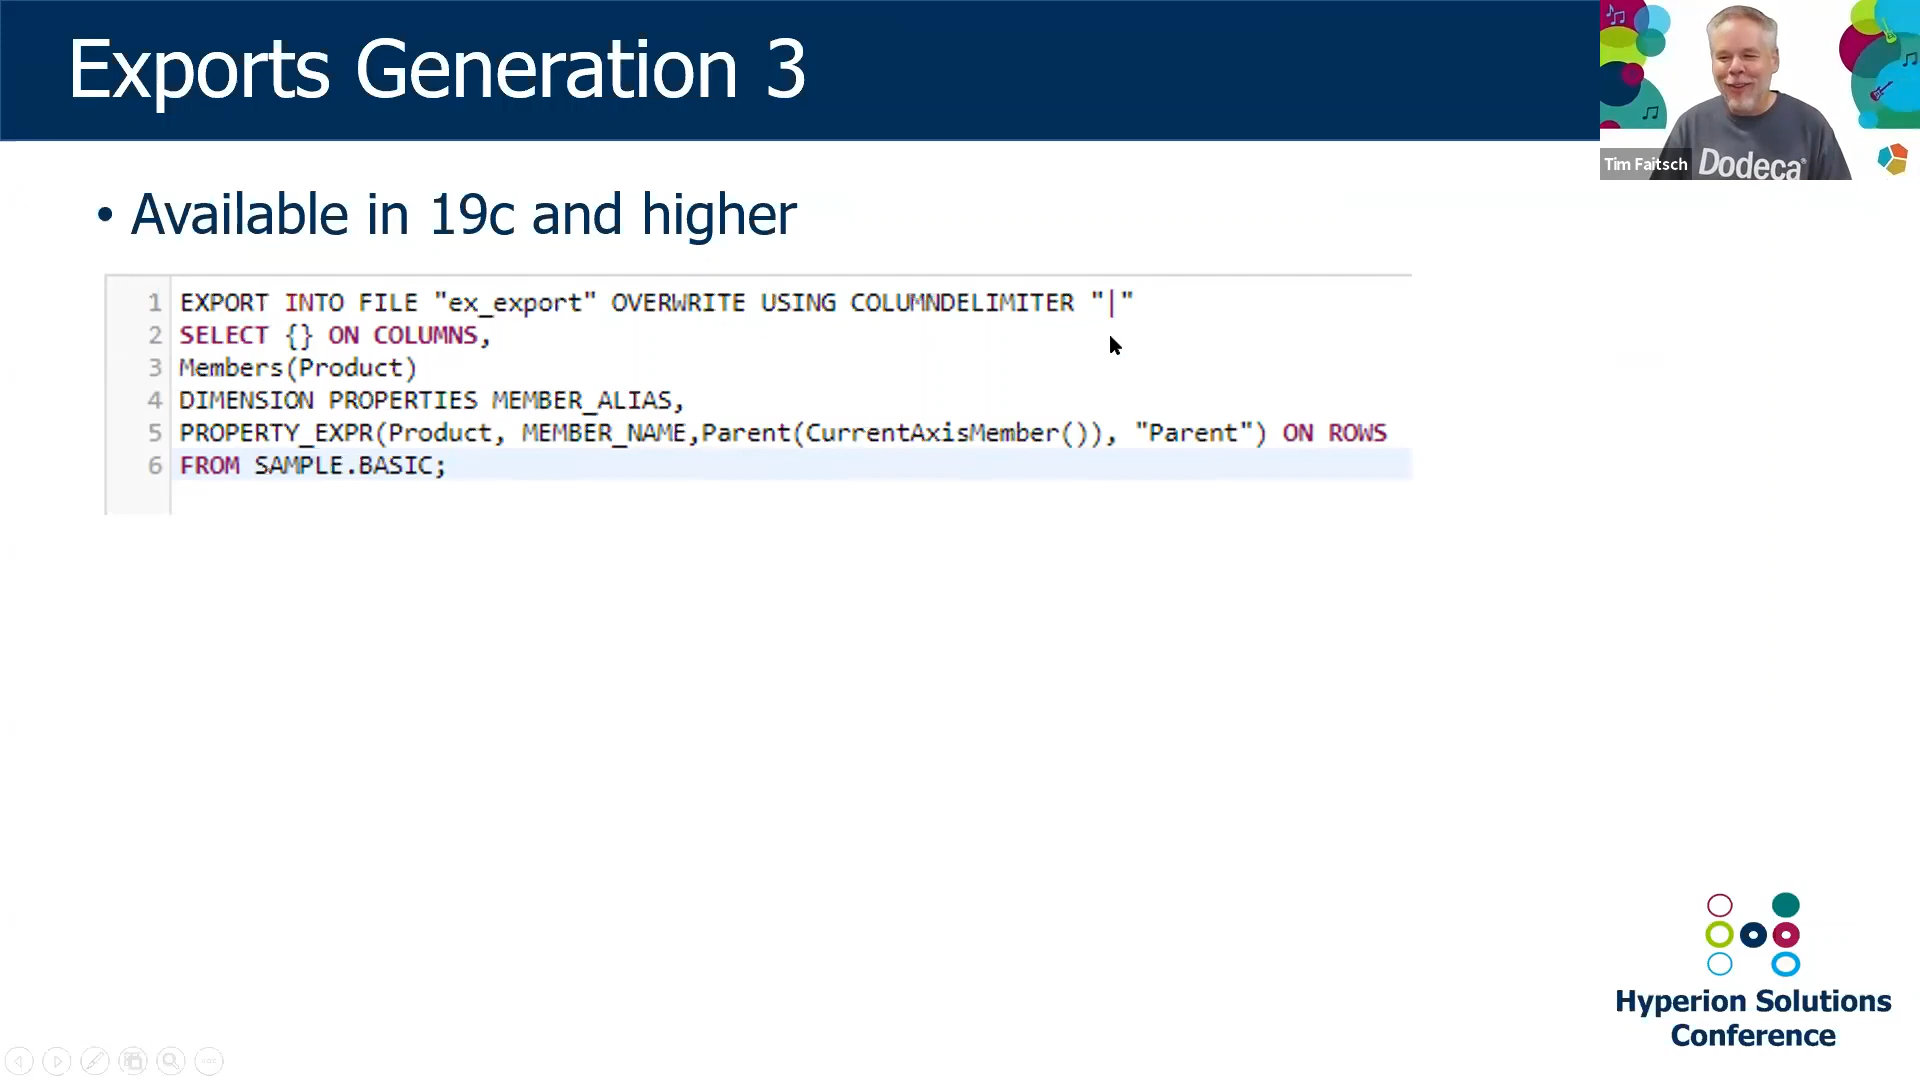 Exports Generation 3
Tim Faitsch
Dodeca®
• Available in 19c and higher
1 EXPORT INTO FILE "ex_export" OVERWRITE USING COLUMNDELIMITER "|"
2 SELECT {} ON COLUMNS,
3 Members(Product)
4 DIMENSION PROPERTIES MEMBER_ALIAS,
5 PROPERTY_EXPR(Product, MEMBER_NAME,Parent(CurrentAxisMember()), "Parent") ON ROWS
6 FROM SAMPLE.BASIC;
Hyperion Solutions
Conference